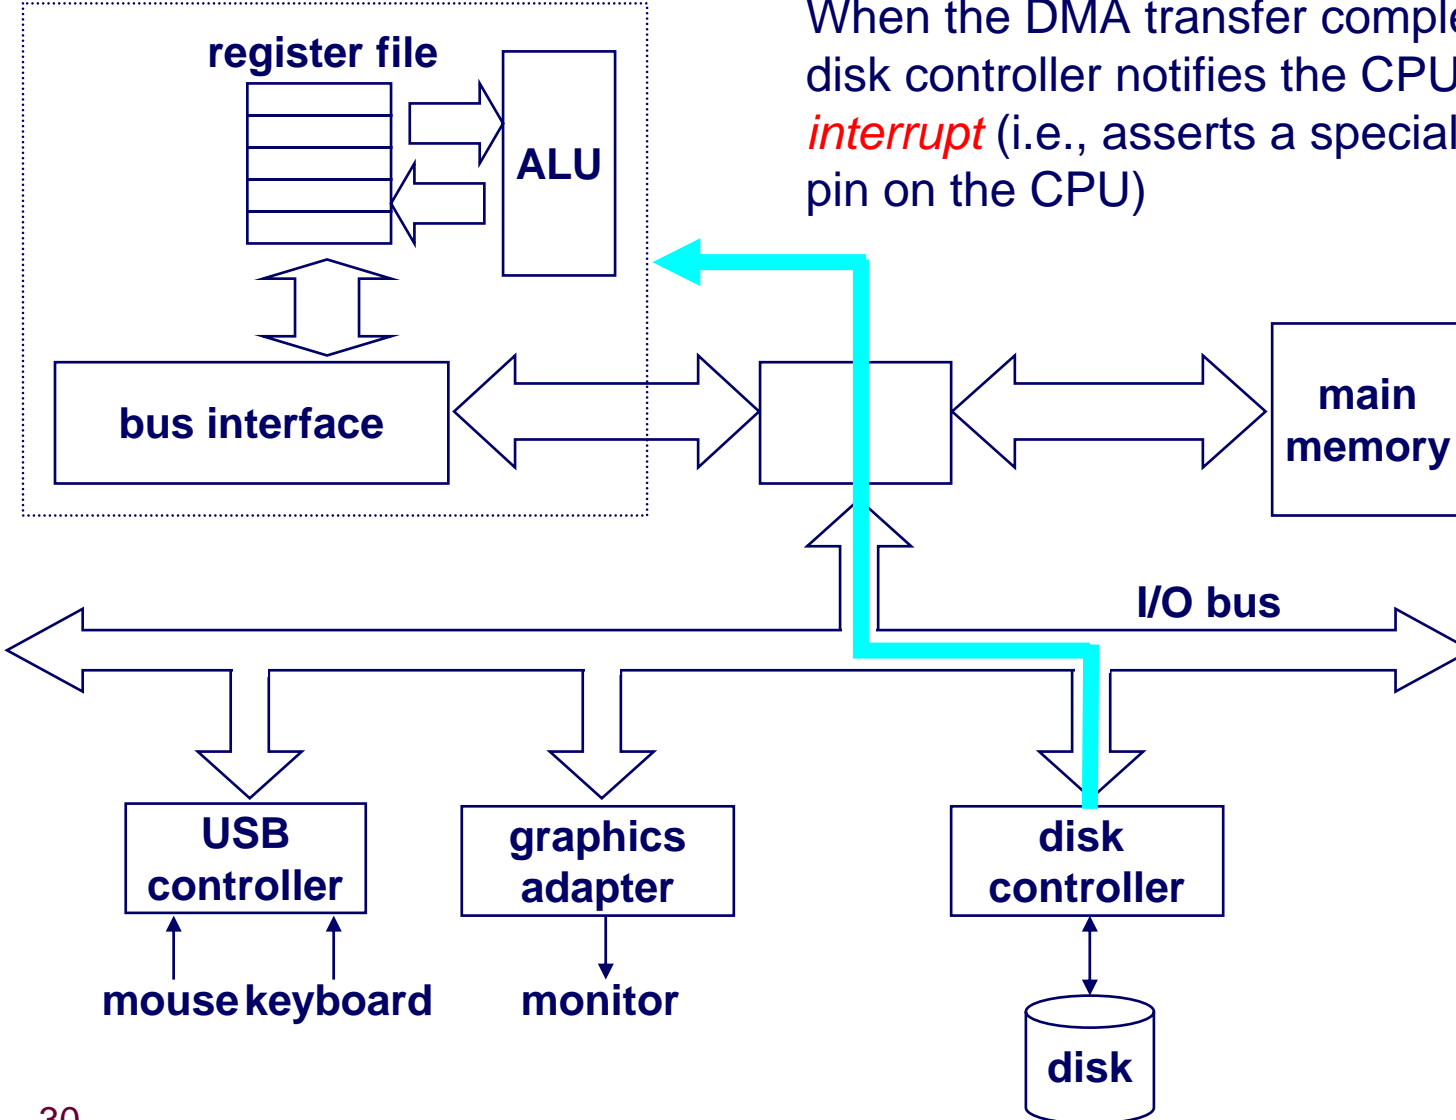 When the DMA transfer comple
disk controller notifies the CPU
interrupt (i.e., asserts a special
pin on the CPU)
register file
ALU
bus interface
main
memory
I/O bus
USB
controller
graphics
adapter
disk
controller
mouse keyboard
monitor
disk
30